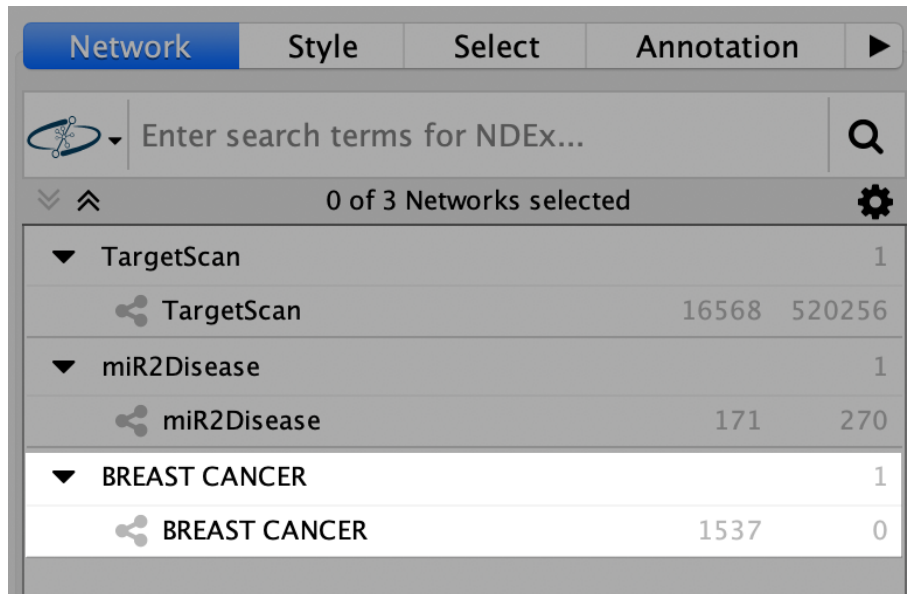 Network Style Select Annotation
Enter search terms for NDEx...
0 of 3 Networks selected
TargetScan 1
TargetScan 16568 520256
miR2Disease 1
miR2Disease 171 270
BREAST CANCER 1
BREAST CANCER 1537 0